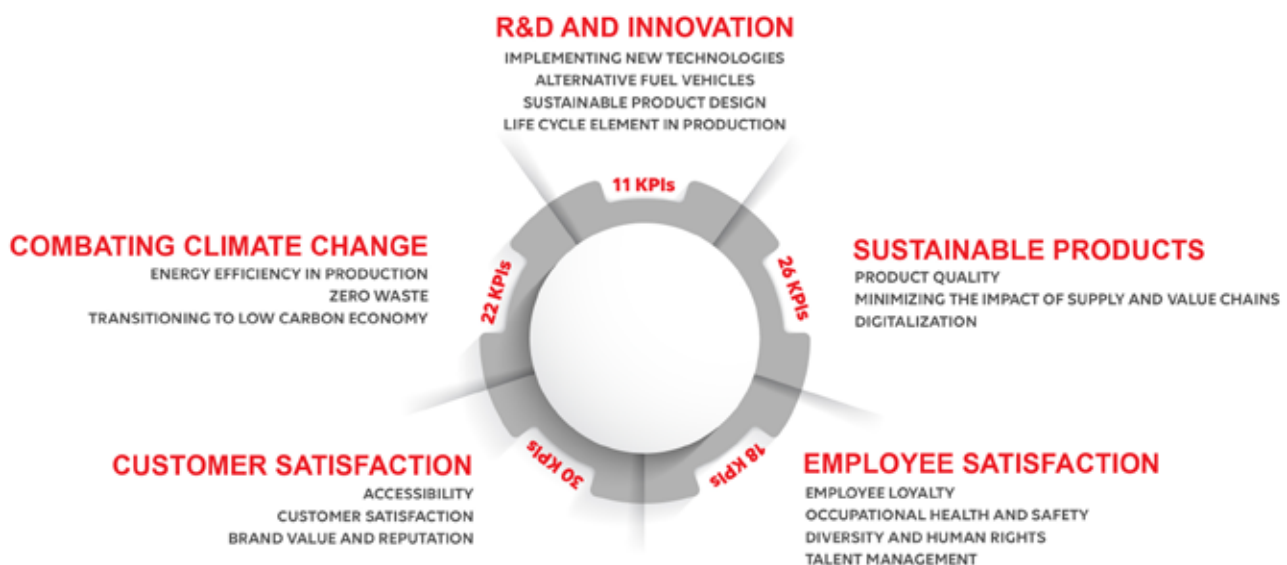 R&D AND INNOVATION
IMPLEMENTING NEW TECHNOLOGIES
ALTERNATIVE FUEL VEHICLES
SUSTAINABLE PRODUCT DESIGN
LIFE CYCLE ELEMENT IN PRODUCTION
11 KPIs
COMBATING CLIMATE CHANGE
ENERGY EFFICIENCY IN PRODUCTION
ZERO WASTE
TRANSITIONING TO LOW CARBON ECONOMY
22 KPIs
26 KPIs
SUSTAINABLE PRODUCTS
PRODUCT QUALITY
MINIMIZING THE IMPACT OF SUPPLY AND VALUE CHAINS
DIGITALIZATION
CUSTOMER SATISFACTION
ACCESSIBILITY
CUSTOMER SATISFACTION
BRAND VALUE AND REPUTATION
30 KPIs
18 KPIs
EMPLOYEE SATISFACTION
EMPLOYEE LOYALTY
OCCUPATIONAL HEALTH AND SAFETY
DIVERSITY AND HUMAN RIGHTS
TALENT MANAGEMENT